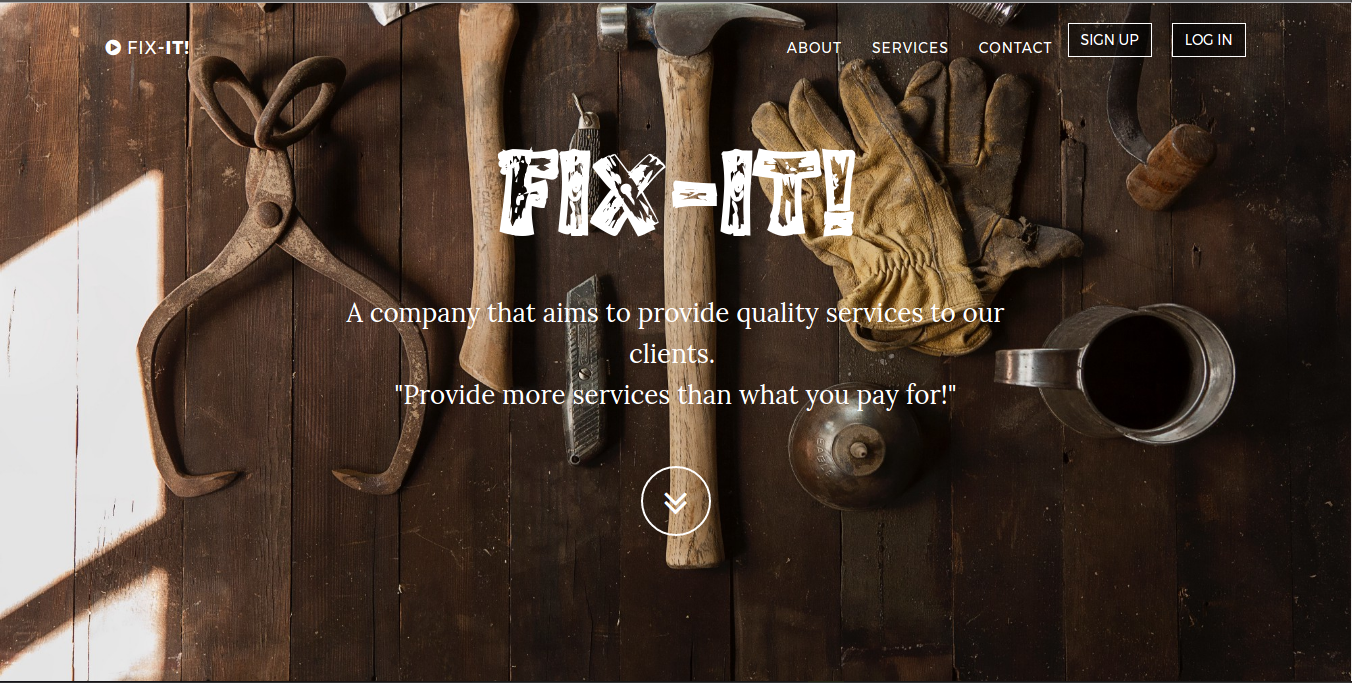 FIX-IT!
ABOUT
SERVICES
CONTACT
SIGN UP
LOG IN
FIX-IT!
A company that aims to provide quality services to our
clients.
"Provide more services than what you pay for!"